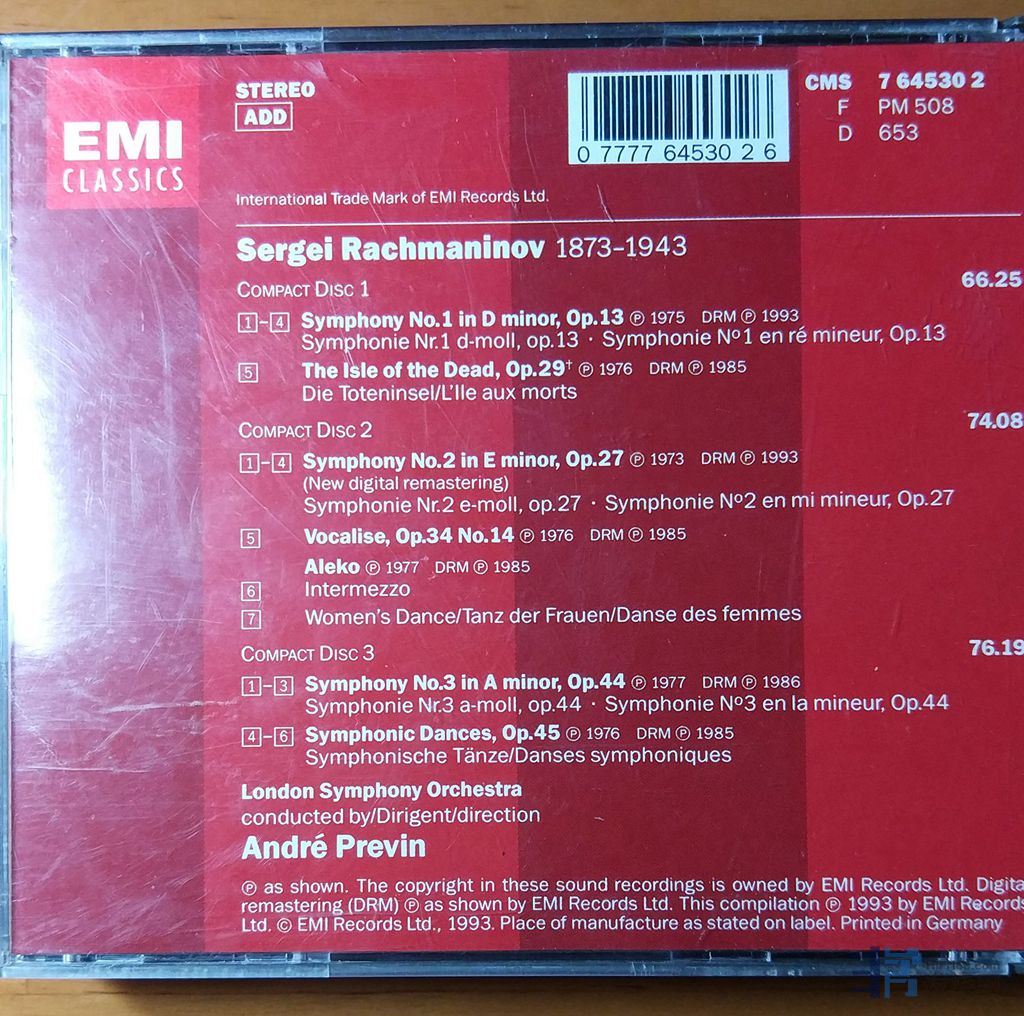 EMI
CLASSICS
STEREO
ADD
0 7777 64530 2 6
CMS 7 64530 2
F PM 508
D 653
International Trade Mark of EMI Records Ltd.
Sergei Rachmaninov 1873–1943
COMPACT DISC 1
66.25
1–4 Symphony No.1 in D minor, Op.13 ℗ 1975 DRM ℗ 1993
Symphonie Nr.1 d-moll, op.13 · Symphonie Nº1 en ré mineur, Op.13
5 The Isle of the Dead, Op.29† ℗ 1976 DRM ℗ 1985
Die Toteninsel/L'Ile aux morts
COMPACT DISC 2
74.08
1–4 Symphony No.2 in E minor, Op.27 ℗ 1973 DRM ℗ 1993
(New digital remastering)
Symphonie Nr.2 e-moll, op.27 · Symphonie Nº2 en mi mineur, Op.27
5 Vocalise, Op.34 No.14 ℗ 1976 DRM ℗ 1985
Aleko ℗ 1977 DRM ℗ 1985
6 Intermezzo
7 Women's Dance/Tanz der Frauen/Danse des femmes
COMPACT DISC 3
76.19
1–3 Symphony No.3 in A minor, Op.44 ℗ 1977 DRM ℗ 1986
Symphonie Nr.3 a-moll, op.44 · Symphonie Nº3 en la mineur, Op.44
4–6 Symphonic Dances, Op.45 ℗ 1976 DRM ℗ 1985
Symphonische Tänze/Danses symphoniques
London Symphony Orchestra
conducted by/Dirigent/direction
André Previn
℗ as shown. The copyright in these sound recordings is owned by EMI Records Ltd. Digita
remastering (DRM) ℗ as shown by EMI Records Ltd. This compilation ℗ 1993 by EMI Records
Ltd. © EMI Records Ltd., 1993. Place of manufacture as stated on label. Printed in Germany